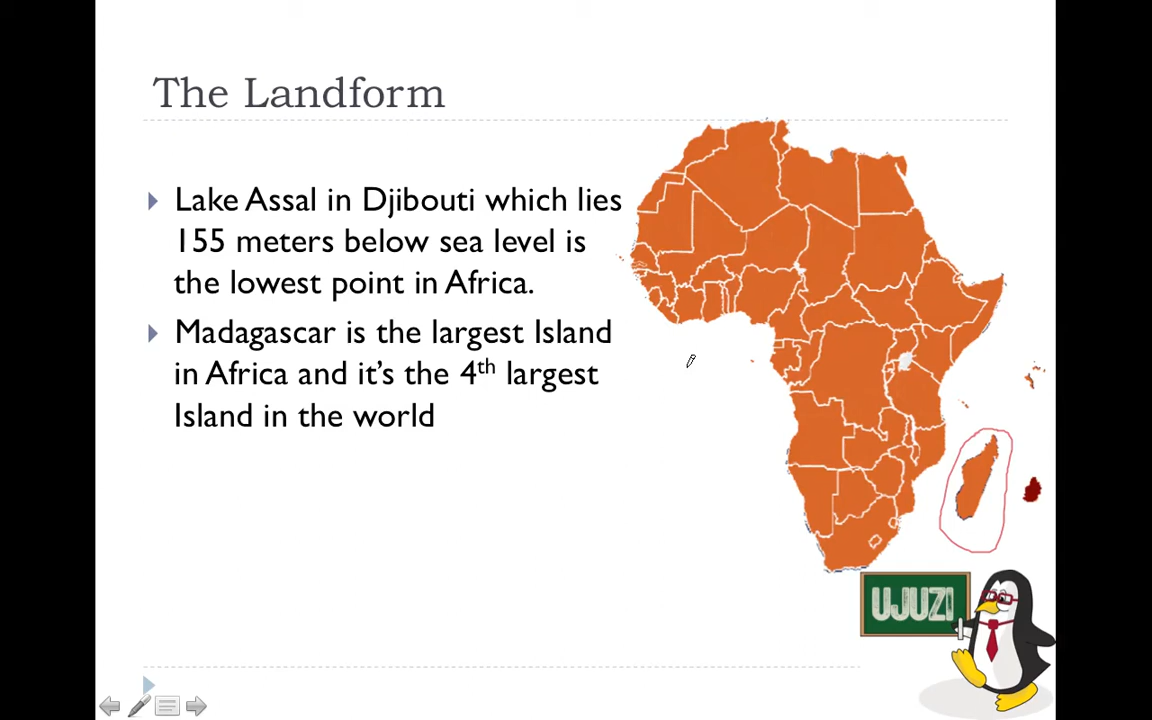 The Landform
Lake Assal in Djibouti which lies
155 meters below sea level is
the lowest point in Africa.
Madagascar is the largest Island
in Africa and it's the 4th largest
Island in the world
UJUZI